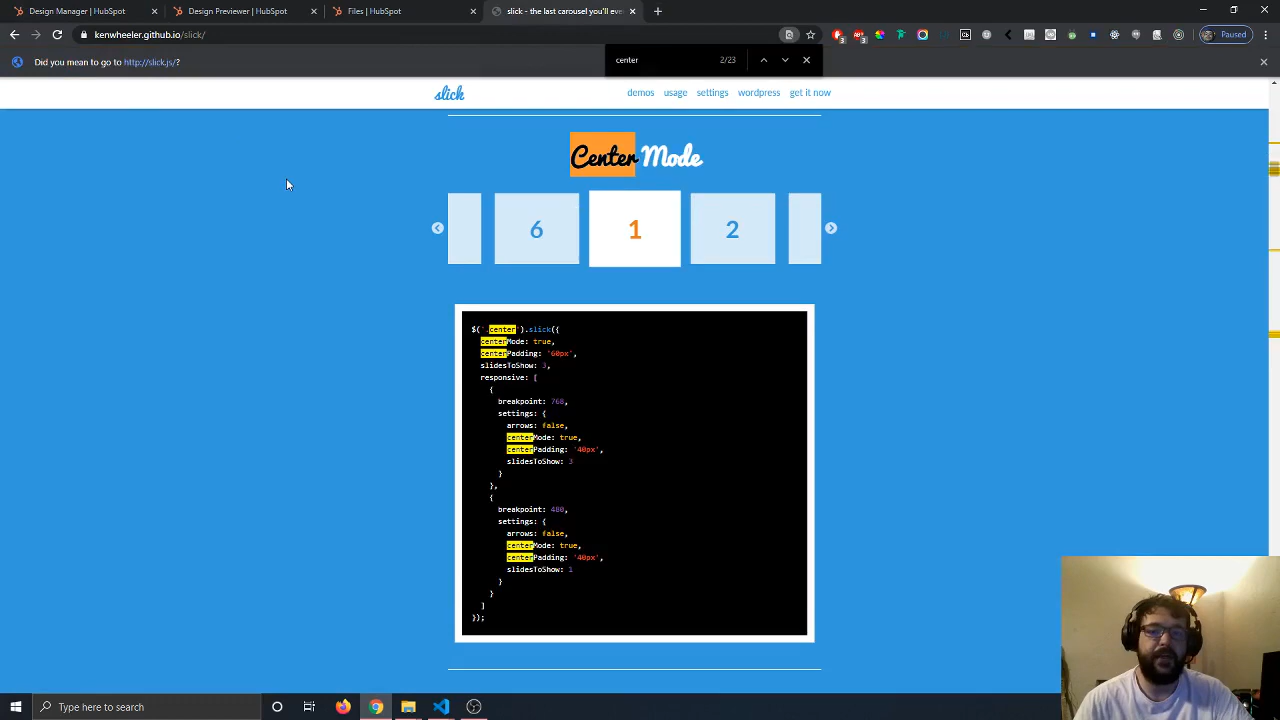 Design Manager | HubSpot
Design Previewer | HubSpot
Files | HubSpot
slick - the last carousel you'll eve
kenwheeler.github.io/slick/
Paused
Did you mean to go to http://slick.js/?
center
2/23
slick
demos
usage
settings
wordpress
get it now
Center Mode
6
1
2
$('.center').slick({
centerMode: true,
centerPadding: '60px',
slidesToShow: 3,
responsive: [
{
breakpoint: 768,
settings: {
arrows: false,
centerMode: true,
centerPadding: '40px',
slidesToShow: 3
}
},
{
breakpoint: 480,
settings: {
arrows: false,
centerMode: true,
centerPadding: '40px',
slidesToShow: 1
}
}
]
});
Type here to search